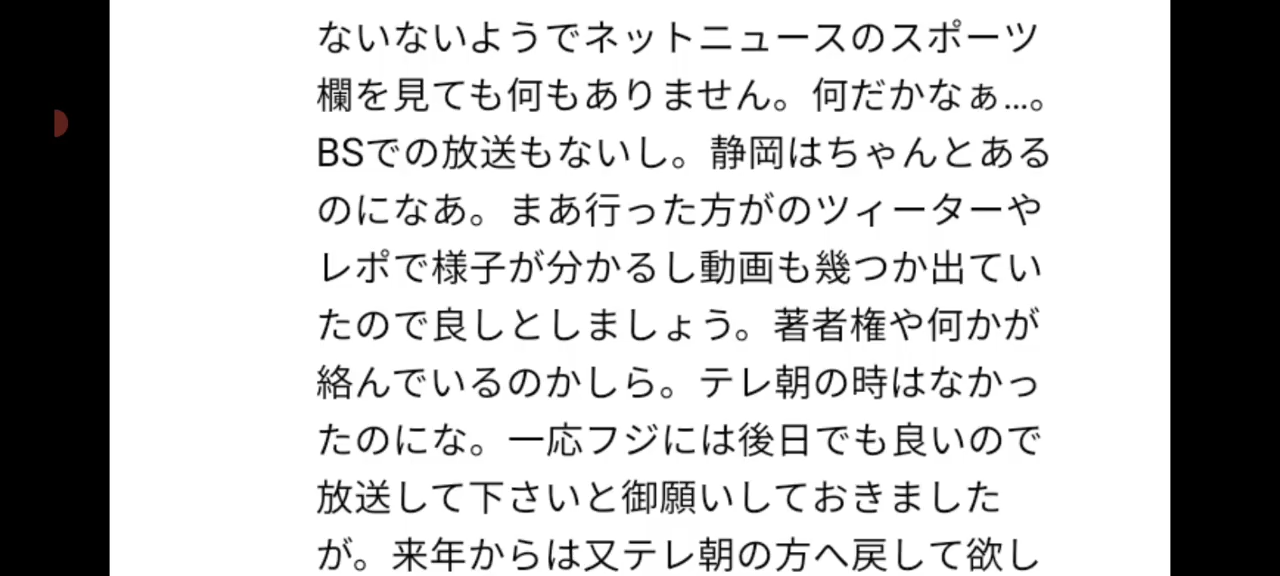 ないないようでネットニュースのスポーツ
欄を見ても何もありません。何だかなぁ…。
BSでの放送もないし。静岡はちゃんとある
のになあ。まあ行った方がのツィーターや
レポで様子が分かるし動画も幾つか出てい
たので良しとしましょう。著者権や何かが
絡んでいるのかしら。テレ朝の時はなかっ
たのにな。一応フジには後日でも良いので
放送して下さいと御願いしておきました
が。来年からは又テレ朝の方へ戻して欲し